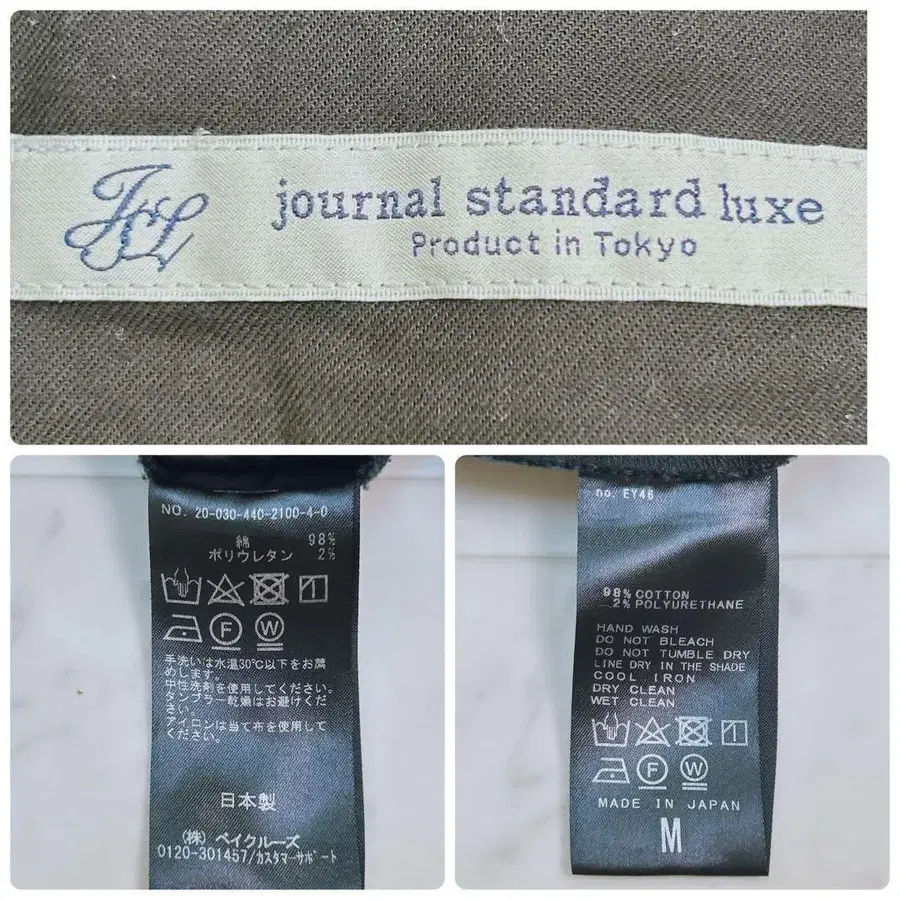 JSL
journal standard luxe
Product in Tokyo
NO. 20-030-440-2100-4-0
綿 98%
ポリウレタン 2%
F W
手洗いは水温30℃以下をお薦
めします。
中性洗剤を使用してください。
タンブラー乾燥はお避けくだ
さい。
アイロンは当て布を使用して
ください。
日本製
(株) ベイクルーズ
0120-301457/カスタマーサポート
no. EY46
98% COTTON
2% POLYURETHANE
HAND WASH
DO NOT BLEACH
DO NOT TUMBLE DRY
LINE DRY IN THE SHADE
COOL IRON
DRY CLEAN
WET CLEAN
F W
MADE IN JAPAN
M